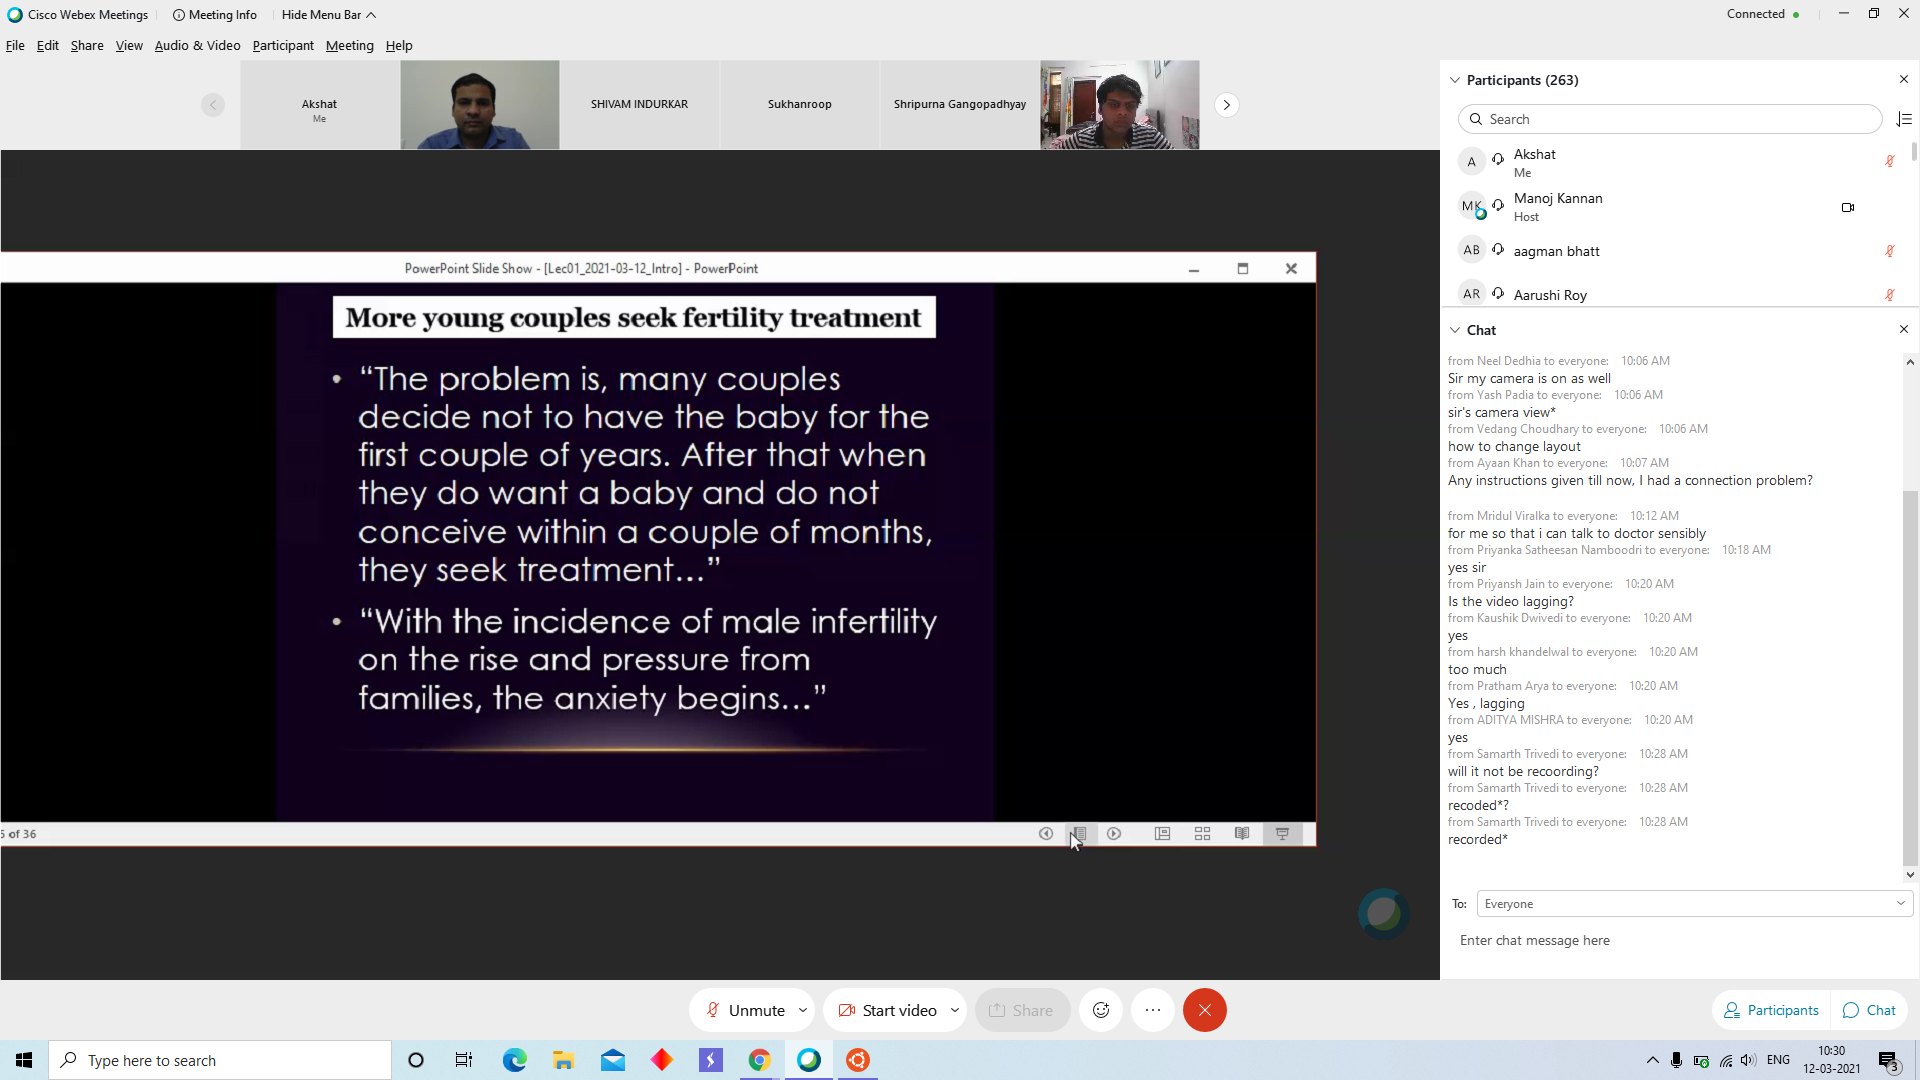 Cisco Webex Meetings
Meeting Info
Hide Menu Bar
Connected
File Edit Share View Audio & Video Participant Meeting Help
Akshat
Me
SHIVAM INDURKAR
Sukhanroop
Shripurna Gangopadhyay
PowerPoint Slide Show - [Lec01_2021-03-12_Intro] - PowerPoint
More young couples seek fertility treatment
• “The problem is, many couples
decide not to have the baby for the
first couple of years. After that when
they do want a baby and do not
conceive within a couple of months,
they seek treatment...”
• “With the incidence of male infertility
on the rise and pressure from
families, the anxiety begins...”
of 36
Participants (263)
Search
A
Akshat
Me
MK
Manoj Kannan
Host
AB
aagman bhatt
AR
Aarushi Roy
Chat
from Neel Dedhia to everyone: 10:06 AM
Sir my camera is on as well
from Yash Padia to everyone: 10:06 AM
sir's camera view*
from Vedang Choudhary to everyone: 10:06 AM
how to change layout
from Ayaan Khan to everyone: 10:07 AM
Any instructions given till now, I had a connection problem?
from Mridul Viralka to everyone: 10:12 AM
for me so that i can talk to doctor sensibly
from Priyanka Satheesan Namboodri to everyone: 10:18 AM
yes sir
from Priyansh Jain to everyone: 10:20 AM
Is the video lagging?
from Kaushik Dwivedi to everyone: 10:20 AM
yes
from harsh khandelwal to everyone: 10:20 AM
too much
from Pratham Arya to everyone: 10:20 AM
Yes , lagging
from ADITYA MISHRA to everyone: 10:20 AM
yes
from Samarth Trivedi to everyone: 10:28 AM
will it not be recoording?
from Samarth Trivedi to everyone: 10:28 AM
recoded*?
from Samarth Trivedi to everyone: 10:28 AM
recorded*
To: Everyone
Enter chat message here
Unmute
Start video
Share
Participants
Chat
Type here to search
ENG
10:30
12-03-2021
3